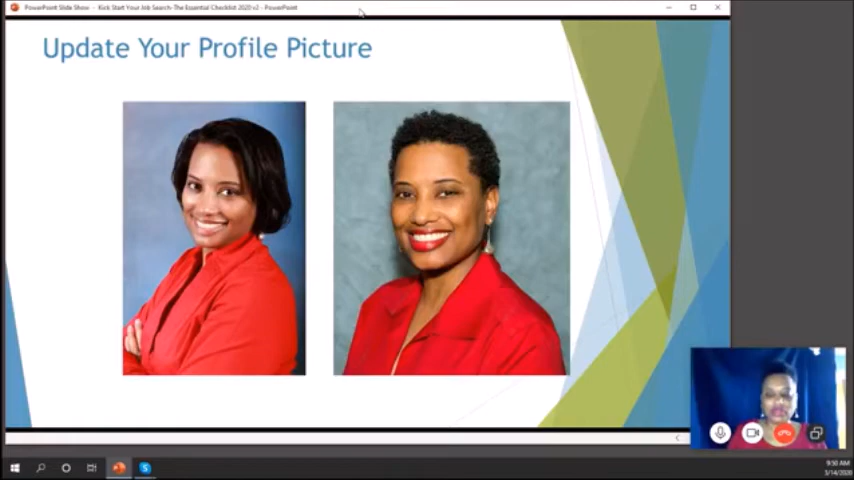 PowerPoint Slide Show - Kick Start Your Job Search-The Essential Checklist 2020 v2 - PowerPoint
Update Your Profile Picture
9:50 AM
3/14/2020